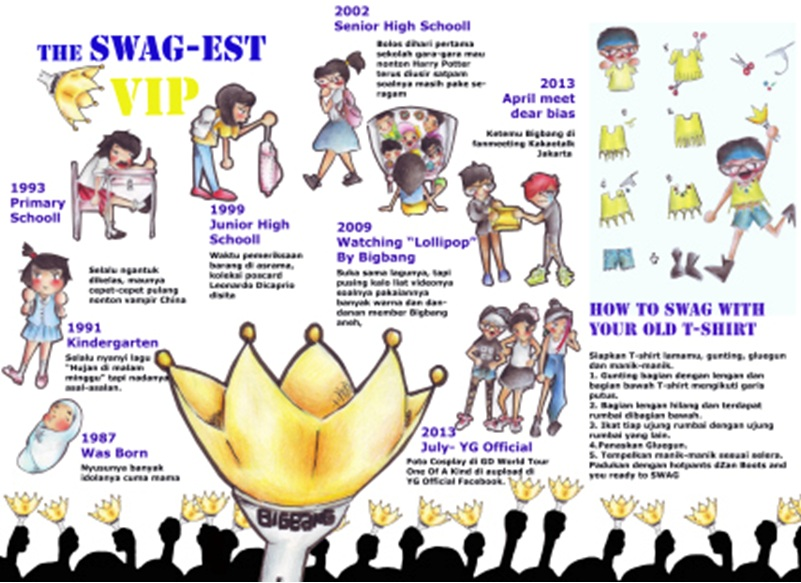 THE SWAG-EST
VIP
2002
Senior High Schooll
Bolos dihari pertama
sekolah gara-gara mau
nonton Harry Potter
terus diusir satpam
soalnya masih pake se-
ragam
2013
April meet
dear bias
Ketemu Bigbang di
fanmeeting Kakaotalk
Jakarta
1993
Primary
Schooll
Selalu ngantuk
dikelas, maunya
cepet-cepet pulang
nonton vampir China
1999
Junior High
Schooll
Waktu pemeriksaan
barang di asrama,
koleksi poscard
Leonardo Dicaprio
disita
2009
Watching "Lollipop"
By Bigbang
Suka sama lagunya, tapi
pusing kalo liat videonya
soalnya pakaiannya
banyak warna dan dan-
danan member Bigbang
aneh,
1991
Kindergarten
Selalu nyanyi lagu
"Hujan di malam
minggu" tapi nadanya
asal-asalan.
1987
Was Born
Nyusunya banyak
idolanya cuma mama
2013
July- YG Official
Foto Cosplay di GD World Tour
One Of A Kind di aupload di
YG Official Facebook.
HOW TO SWAG WITH
YOUR OLD T-SHIRT
Siapkan T-shirt lamamu, gunting, gluegun
dan manik-manik.
1. Gunting bagian dengan lengan dan
bagian bawah T-shirt mengikuti garis
putus.
2. Bagian lengan hilang dan terdapat
rumbai dibagian bawah.
3. Ikat tiap ujung rumbai dengan ujung
rumbai yang lain.
4.Panaskan Gluegun.
5. Tempelkan manik-manik sesuai selera.
Padukan dengan hotpants dZan Boots and
you ready to SWAG
BIGBANG